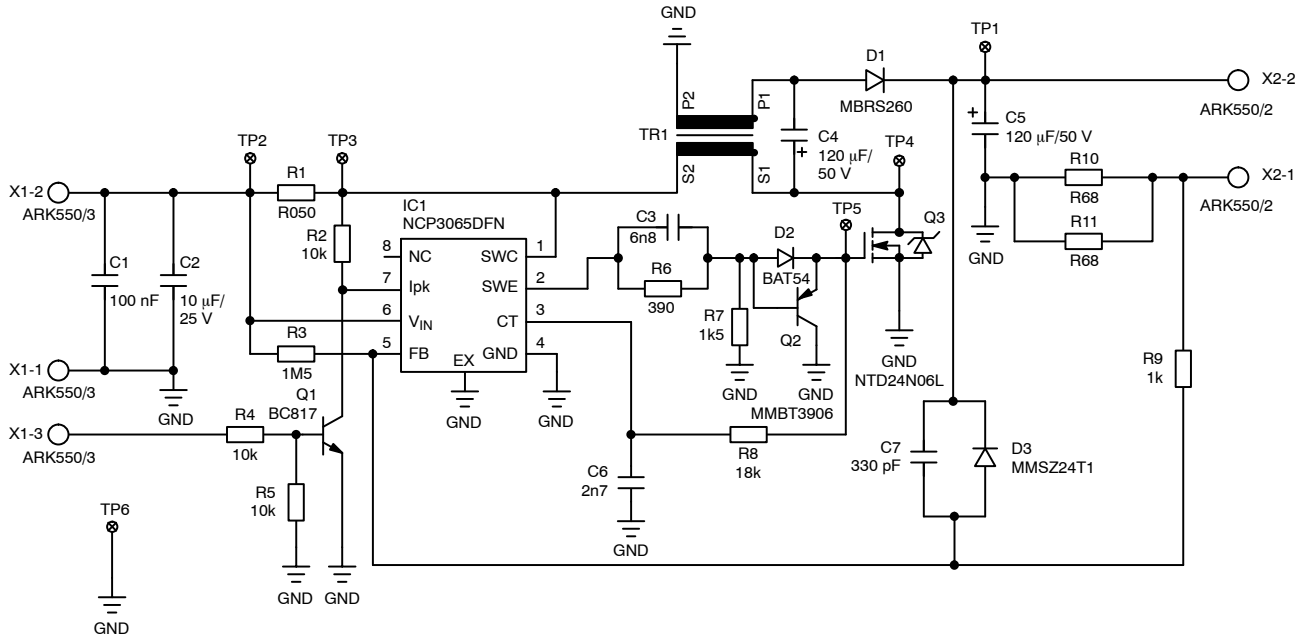 GND
TP1
D1
X2-2
P2
P1
MBRS260
ARK550/2
C5
+
120 µF/50 V
TR1
C4
TP4
120 µF/
50 V
+
TP2
TP3
S2
S1
R10
X1-2
R1
R68
X2-1
ARK550/3
R050
IC1
NCP3065DFN
C3
6n8
TP5
Q3
R11
ARK550/2
R2
10k
D2
R68
GND
8
NC
SWC
1
C1
C2
BAT54
R6
7
Ipk
SWE
2
100 nF
10 µF/
25 V
390
R7
1k5
6
VIN
CT
3
Q2
R3
5
FB
GND
4
GND
R9
1k
X1-1
1M5
EX
NTD24N06L
ARK550/3
GND
Q1
BC817
GND
GND
GND
GND
MMBT3906
R4
X1-3
10k
R8
18k
C7
330 pF
D3
MMSZ24T1
ARK550/3
C6
2n7
R5
10k
TP6
GND
GND
GND
GND